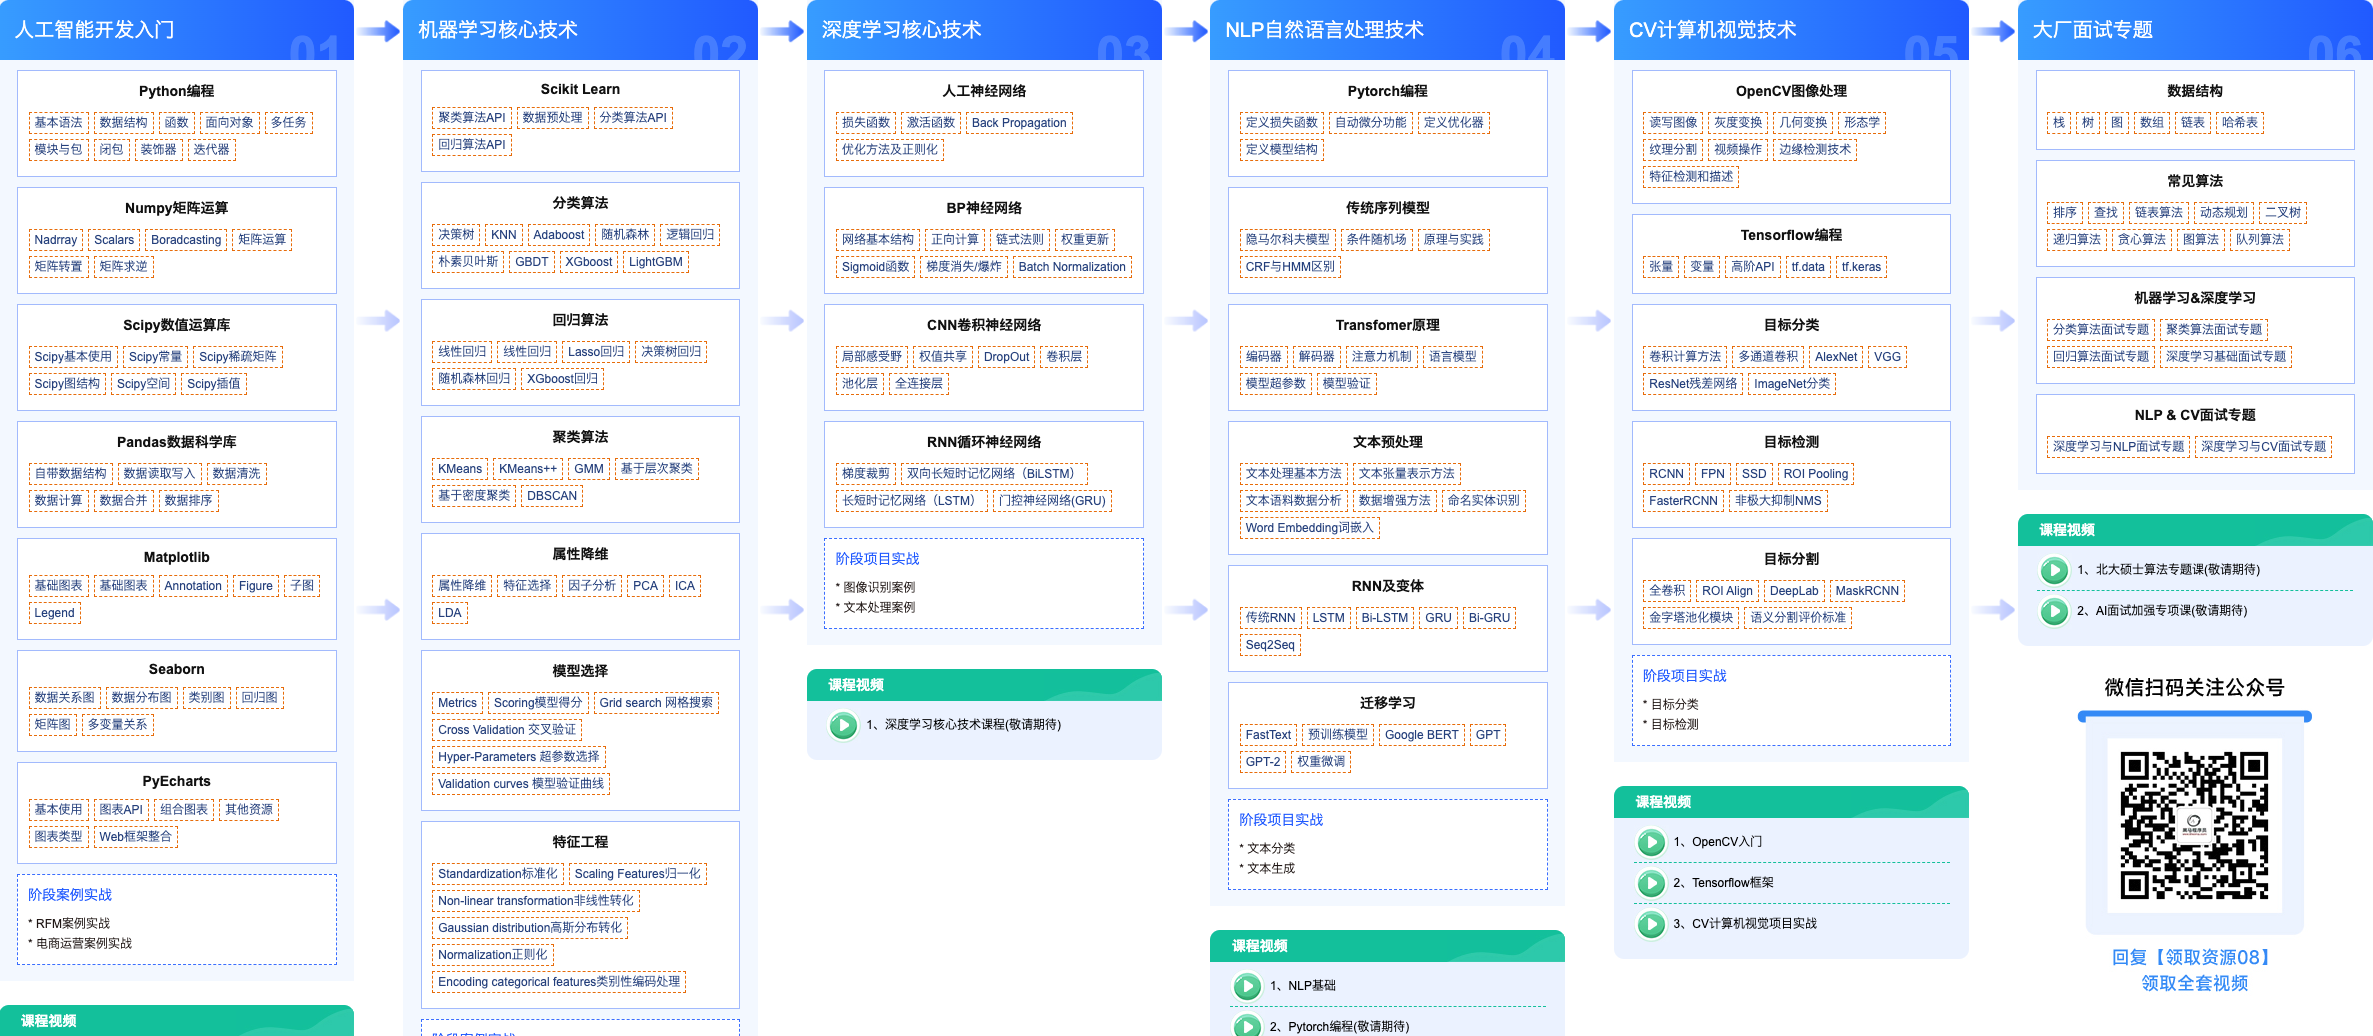 人工智能开发入门
01
Python编程
基本语法 数据结构 函数 面向对象 多任务
模块与包 闭包 装饰器 迭代器
Numpy矩阵运算
Nadrray Scalars Boradcasting 矩阵运算
矩阵转置 矩阵求逆
Scipy数值运算库
Scipy基本使用 Scipy常量 Scipy稀疏矩阵
Scipy图结构 Scipy空间 Scipy插值
Pandas数据科学库
自带数据结构 数据读取写入 数据清洗
数据计算 数据合并 数据排序
Matplotlib
基础图表 基础图表 Annotation Figure 子图
Legend
Seaborn
数据关系图 数据分布图 类别图 回归图
矩阵图 多变量关系
PyEcharts
基本使用 图表API 组合图表 其他资源
图表类型 Web框架整合
阶段案例实战
* RFM案例实战
* 电商运营案例实战
课程视频
机器学习核心技术
02
Scikit Learn
聚类算法API 数据预处理 分类算法API
回归算法API
分类算法
决策树 KNN Adaboost 随机森林 逻辑回归
朴素贝叶斯 GBDT XGboost LightGBM
回归算法
线性回归 线性回归 Lasso回归 决策树回归
随机森林回归 XGboost回归
聚类算法
KMeans KMeans++ GMM 基于层次聚类
基于密度聚类 DBSCAN
属性降维
属性降维 特征选择 因子分析 PCA ICA
LDA
模型选择
Metrics Scoring模型得分 Grid search 网格搜索
Cross Validation 交叉验证
Hyper-Parameters 超参数选择
Validation curves 模型验证曲线
特征工程
Standardization标准化 Scaling Features归一化
Non-linear transformation非线性转化
Gaussian distribution高斯分布转化
Normalization正则化
Encoding categorical features类别性编码处理
阶段案例实战
深度学习核心技术
03
人工神经网络
损失函数 激活函数 Back Propagation
优化方法及正则化
BP神经网络
网络基本结构 正向计算 链式法则 权重更新
Sigmoid函数 梯度消失/爆炸 Batch Normalization
CNN卷积神经网络
局部感受野 权值共享 DropOut 卷积层
池化层 全连接层
RNN循环神经网络
梯度裁剪 双向长短时记忆网络（BiLSTM）
长短时记忆网络（LSTM） 门控神经网络(GRU)
阶段项目实战
* 图像识别案例
* 文本处理案例
课程视频
1、深度学习核心技术课程(敬请期待)
NLP自然语言处理技术
04
Pytorch编程
定义损失函数 自动微分功能 定义优化器
定义模型结构
传统序列模型
隐马尔科夫模型 条件随机场 原理与实践
CRF与HMM区别
Transfomer原理
编码器 解码器 注意力机制 语言模型
模型超参数 模型验证
文本预处理
文本处理基本方法 文本张量表示方法
文本语料数据分析 数据增强方法 命名实体识别
Word Embedding词嵌入
RNN及变体
传统RNN LSTM Bi-LSTM GRU Bi-GRU
Seq2Seq
迁移学习
FastText 预训练模型 Google BERT GPT
GPT-2 权重微调
阶段项目实战
* 文本分类
* 文本生成
课程视频
1、NLP基础
2、Pytorch编程(敬请期待)
CV计算机视觉技术
05
OpenCV图像处理
读写图像 灰度变换 几何变换 形态学
纹理分割 视频操作 边缘检测技术
特征检测和描述
Tensorflow编程
张量 变量 高阶API tf.data tf.keras
目标分类
卷积计算方法 多通道卷积 AlexNet VGG
ResNet残差网络 ImageNet分类
目标检测
RCNN FPN SSD ROI Pooling
FasterRCNN 非极大抑制NMS
目标分割
全卷积 ROI Align DeepLab MaskRCNN
金字塔池化模块 语义分割评价标准
阶段项目实战
* 目标分类
* 目标检测
课程视频
1、OpenCV入门
2、Tensorflow框架
3、CV计算机视觉项目实战
大厂面试专题
06
数据结构
栈 树 图 数组 链表 哈希表
常见算法
排序 查找 链表算法 动态规划 二叉树
递归算法 贪心算法 图算法 队列算法
机器学习&深度学习
分类算法面试专题 聚类算法面试专题
回归算法面试专题 深度学习基础面试专题
NLP & CV面试专题
深度学习与NLP面试专题 深度学习与CV面试专题
课程视频
1、北大硕士算法专题课(敬请期待)
2、AI面试加强专项课(敬请期待)
微信扫码关注公众号
回复【领取资源08】
领取全套视频